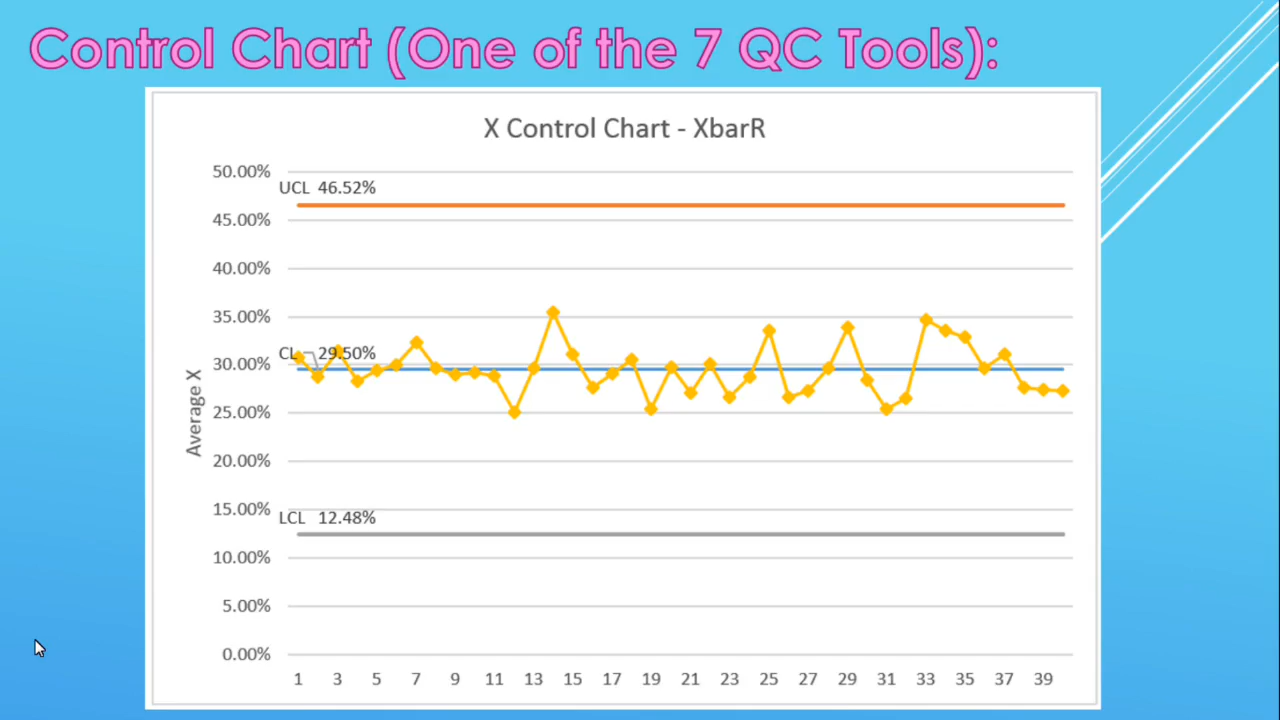 Control Chart (One of the 7 QC Tools):
X Control Chart - XbarR
50.00%
UCL 46.52%
45.00%
40.00%
35.00%
CL 29.50%
30.00%
Average X
25.00%
20.00%
15.00%
LCL 12.48%
10.00%
5.00%
0.00%
1 3 5 7 9 11 13 15 17 19 21 23 25 27 29 31 33 35 37 39